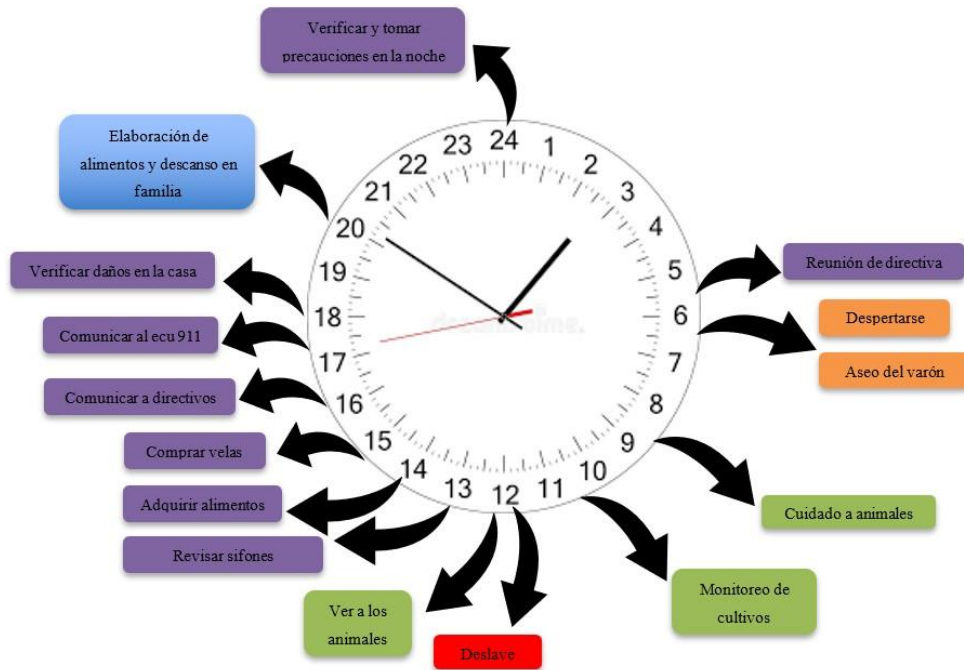 Verificar y tomar
precauciones en la noche
Elaboración de
alimentos y descanso en
familia
Verificar daños en la casa
Comunicar al ecu 911
Comunicar a directivos
Comprar velas
Adquirir alimentos
Revisar sifones
Ver a los
animales
Deslave
Monitoreo de
cultivos
Cuidado a animales
Aseo del varón
Despertarse
Reunión de directiva
24
1
2
3
4
5
6
7
8
9
10
11
12
13
14
15
16
17
18
19
20
21
22
23